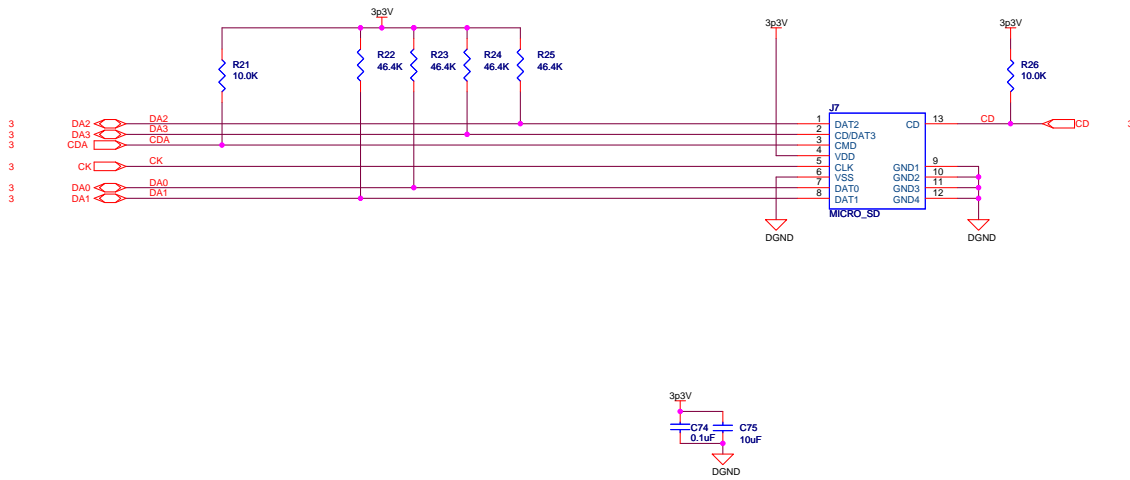 3p3V
3p3V
3p3V
R21
10.0K
R22
46.4K
R23
46.4K
R24
46.4K
R25
46.4K
R26
10.0K
J7
3 DA2 DA2 1 DAT2 CD 13 CD CD 3
3 DA3 DA3 2 CD/DAT3
3 CDA CDA 3 CMD
4 VDD
3 CK CK 5 CLK GND1 9
6 VSS GND2 10
3 DA0 DA0 7 DAT0 GND3 11
3 DA1 DA1 8 DAT1 GND4 12
MICRO_SD
DGND
DGND
3p3V
C74
0.1uF
C75
10uF
DGND